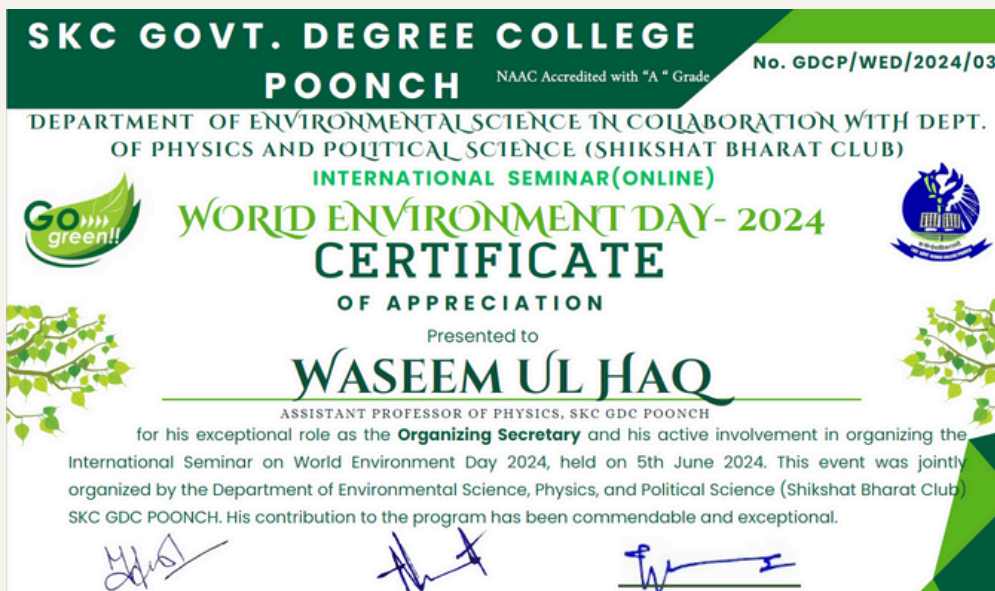 SKC GOVT. DEGREE COLLEGE
POONCH
NAAC Accredited with “A “ Grade
No. GDCP/WED/2024/03
DEPARTMENT OF ENVIRONMENTAL SCIENCE IN COLLABORATION WITH DEPT.
OF PHYSICS AND POLITICAL SCIENCE (SHIKSHAT BHARAT CLUB)
INTERNATIONAL SEMINAR(ONLINE)
Go
green!!
WORLD ENVIRONMENT DAY- 2024
CERTIFICATE
OF APPRECIATION
Presented to
WASEEM UL HAQ
ASSISTANT PROFESSOR OF PHYSICS, SKC GDC POONCH
for his exceptional role as the Organizing Secretary and his active involvement in organizing the
International Seminar on World Environment Day 2024, held on 5th June 2024. This event was jointly
organized by the Department of Environmental Science, Physics, and Political Science (Shikshat Bharat Club)
SKC GDC POONCH. His contribution to the program has been commendable and exceptional.